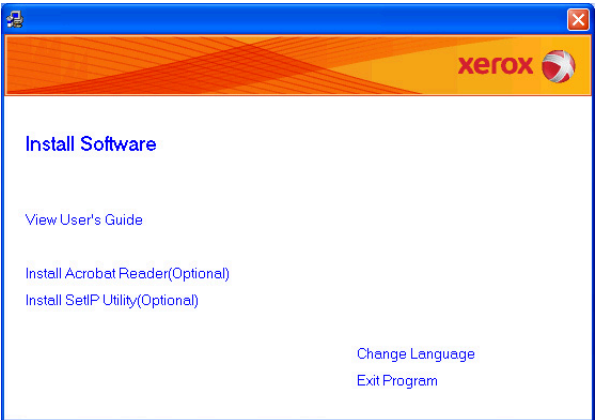 xerox
Install Software
View User's Guide
Install Acrobat Reader(Optional)
Install SetIP Utility(Optional)
Change Language
Exit Program